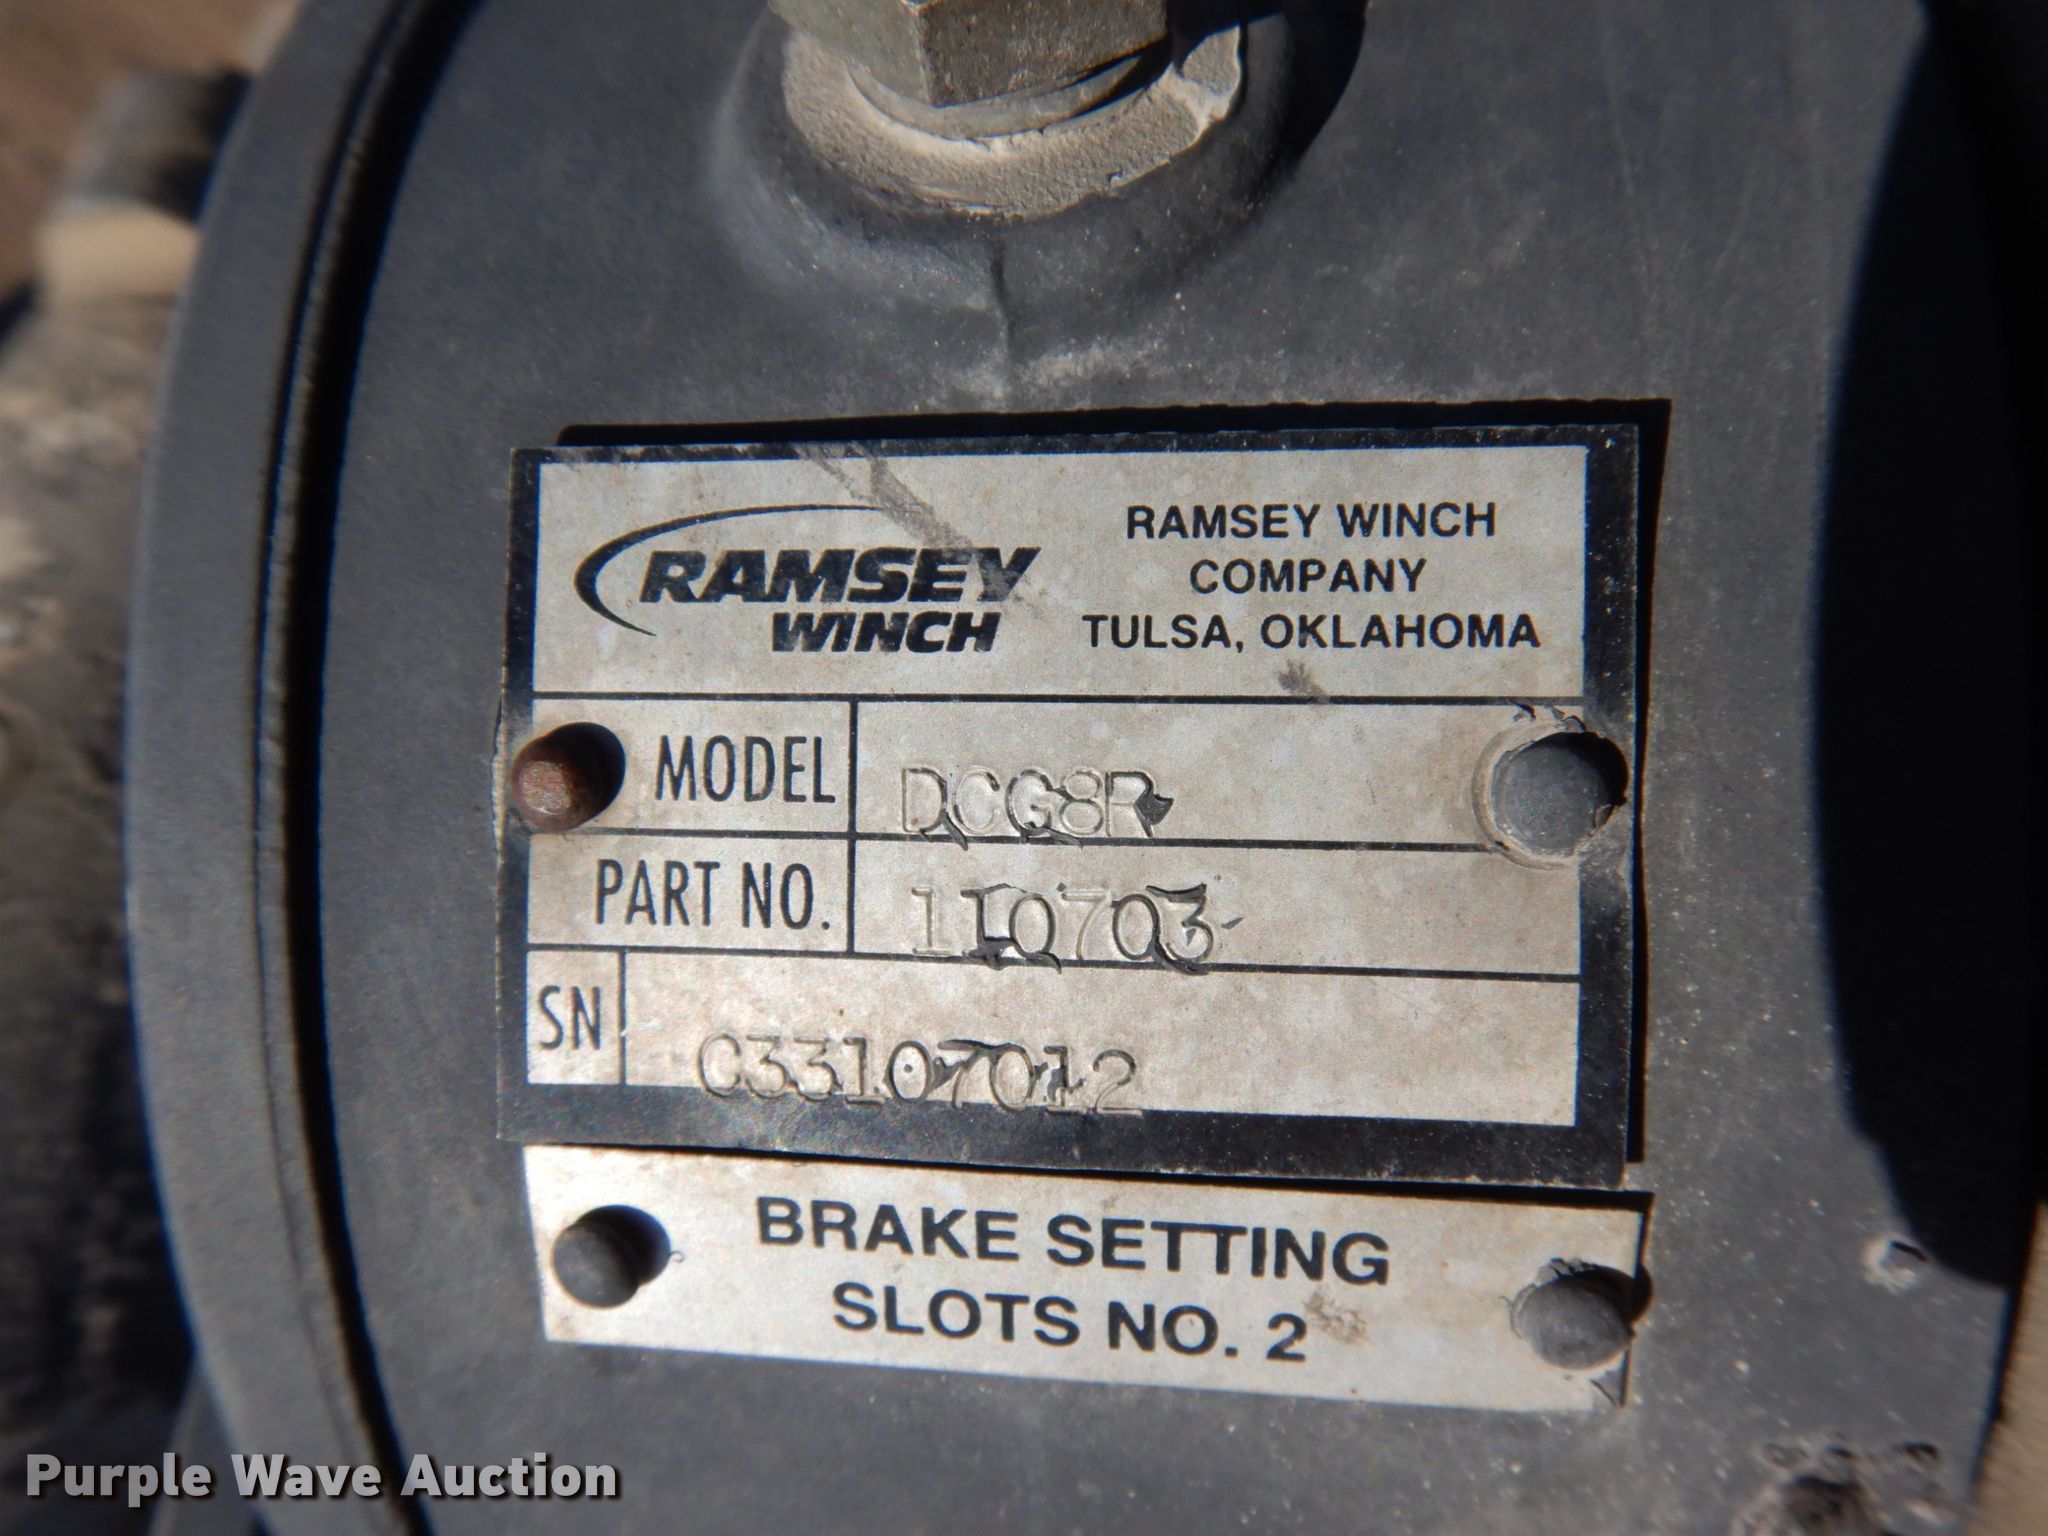 RAMSEY
WINCH
RAMSEY WINCH
COMPANY
TULSA, OKLAHOMA
MODEL DCG8R
PART NO. 110703
SN C33107012
BRAKE SETTING
SLOTS NO. 2
Purple Wave Auction